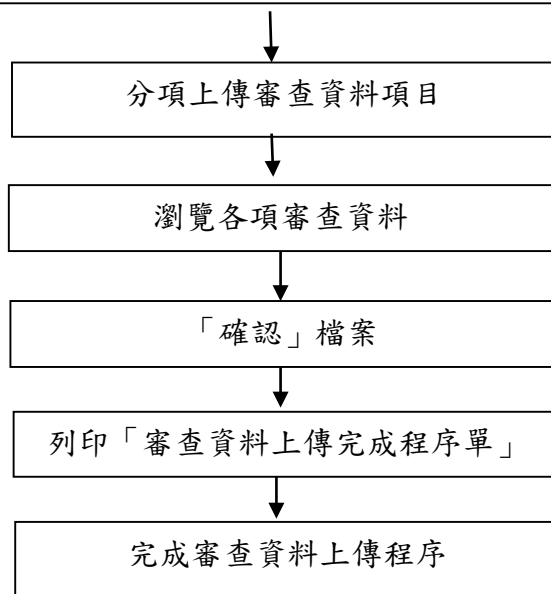 分項上傳審查資料項目
瀏覽各項審查資料
「確認」檔案
列印「審查資料上傳完成程序單」
完成審查資料上傳程序